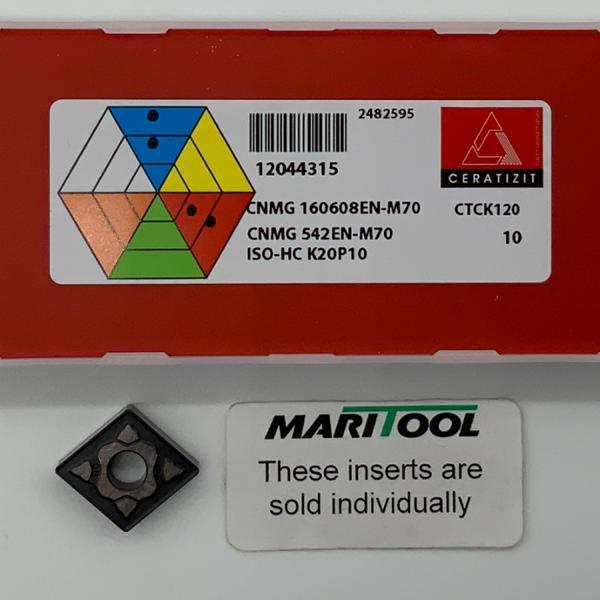 2482595
12044315
CERATIZIT
CNMG 160608EN-M70 CTCK120
CNMG 542EN-M70 10
ISO-HC K20P10
MARITOOL
These inserts are
sold individually